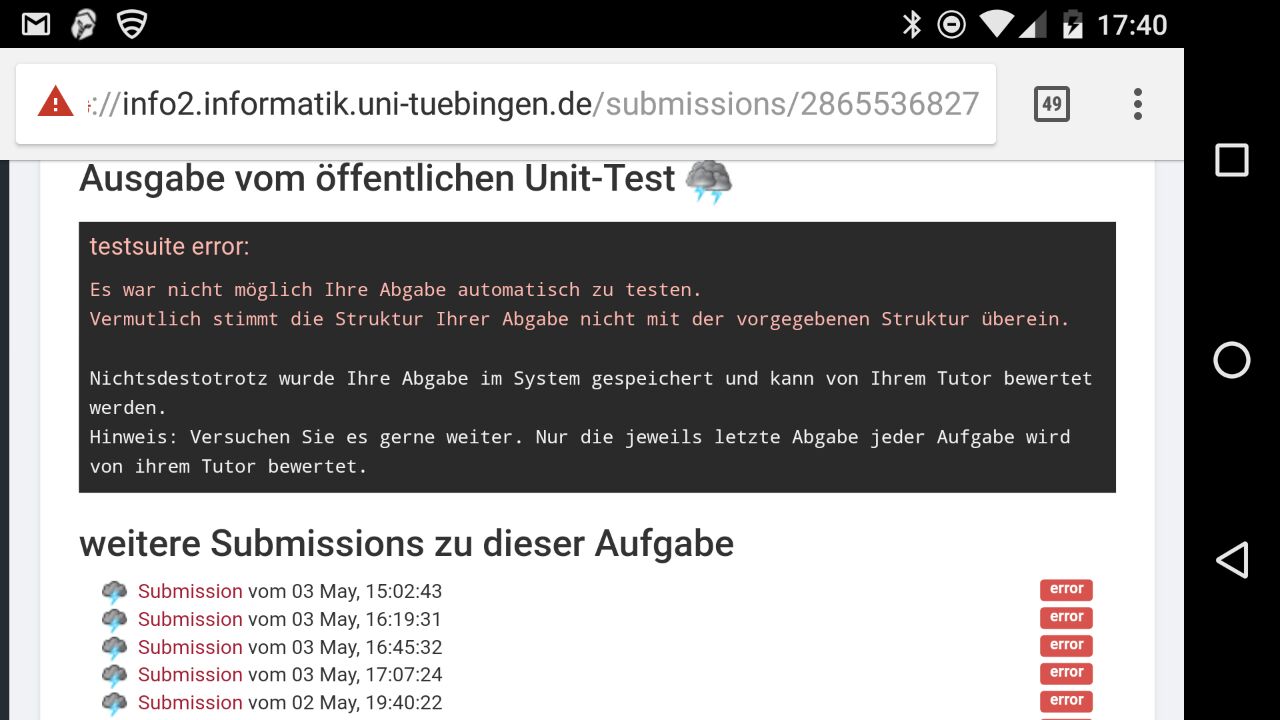 17:40
://info2.informatik.uni-tuebingen.de/submissions/2865536827
49
Ausgabe vom öffentlichen Unit-Test
testsuite error:
Es war nicht möglich Ihre Abgabe automatisch zu testen.
Vermutlich stimmt die Struktur Ihrer Abgabe nicht mit der vorgegebenen Struktur überein.
Nichtsdestotrotz wurde Ihre Abgabe im System gespeichert und kann von Ihrem Tutor bewertet
werden.
Hinweis: Versuchen Sie es gerne weiter. Nur die jeweils letzte Abgabe jeder Aufgabe wird
von ihrem Tutor bewertet.
weitere Submissions zu dieser Aufgabe
Submission vom 03 May, 15:02:43 error
Submission vom 03 May, 16:19:31 error
Submission vom 03 May, 16:45:32 error
Submission vom 03 May, 17:07:24 error
Submission vom 02 May, 19:40:22 error